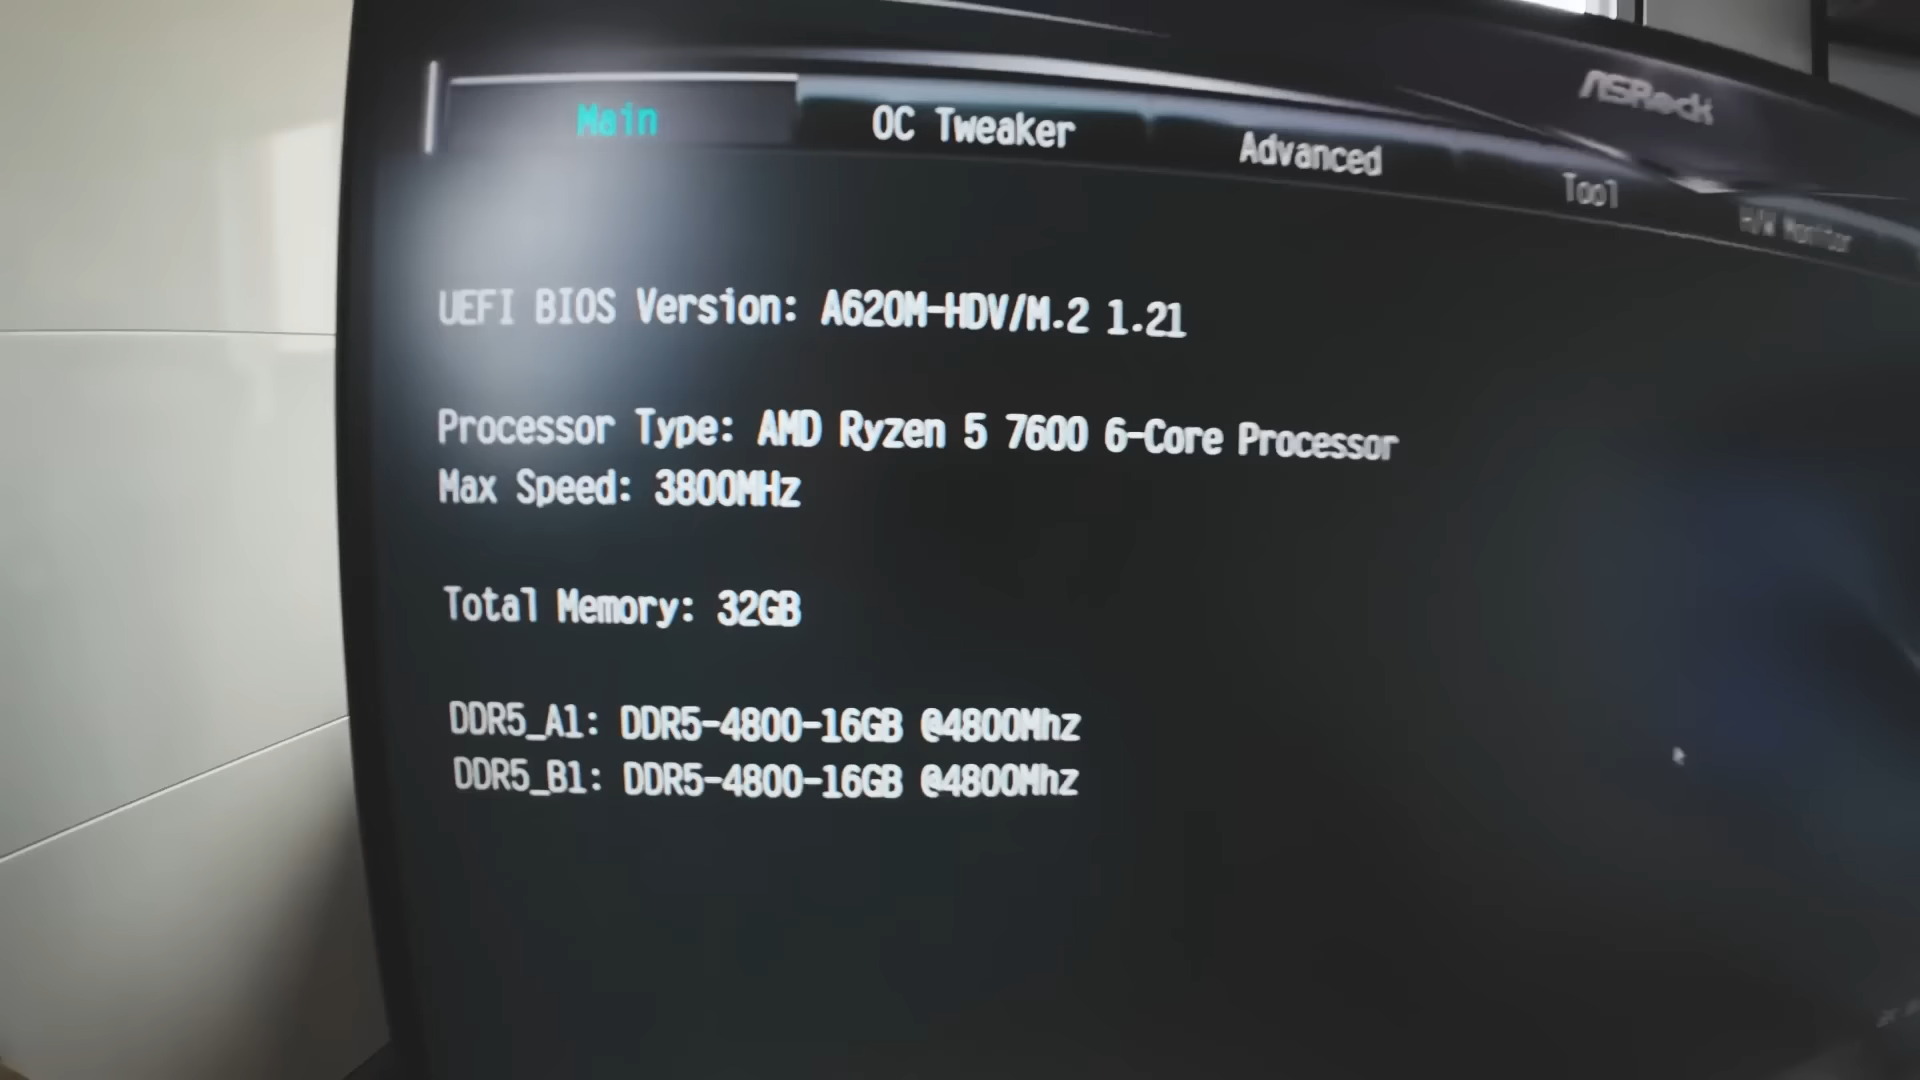 ASRock
Main
OC Tweaker
Advanced
Tool
H/W Monitor
UEFI BIOS Version: A620M-HDV/M.2 1.21
Processor Type: AMD Ryzen 5 7600 6-Core Processor
Max Speed: 3800MHz
Total Memory: 32GB
DDR5_A1: DDR5-4800-16GB @4800Mhz
DDR5_B1: DDR5-4800-16GB @4800Mhz